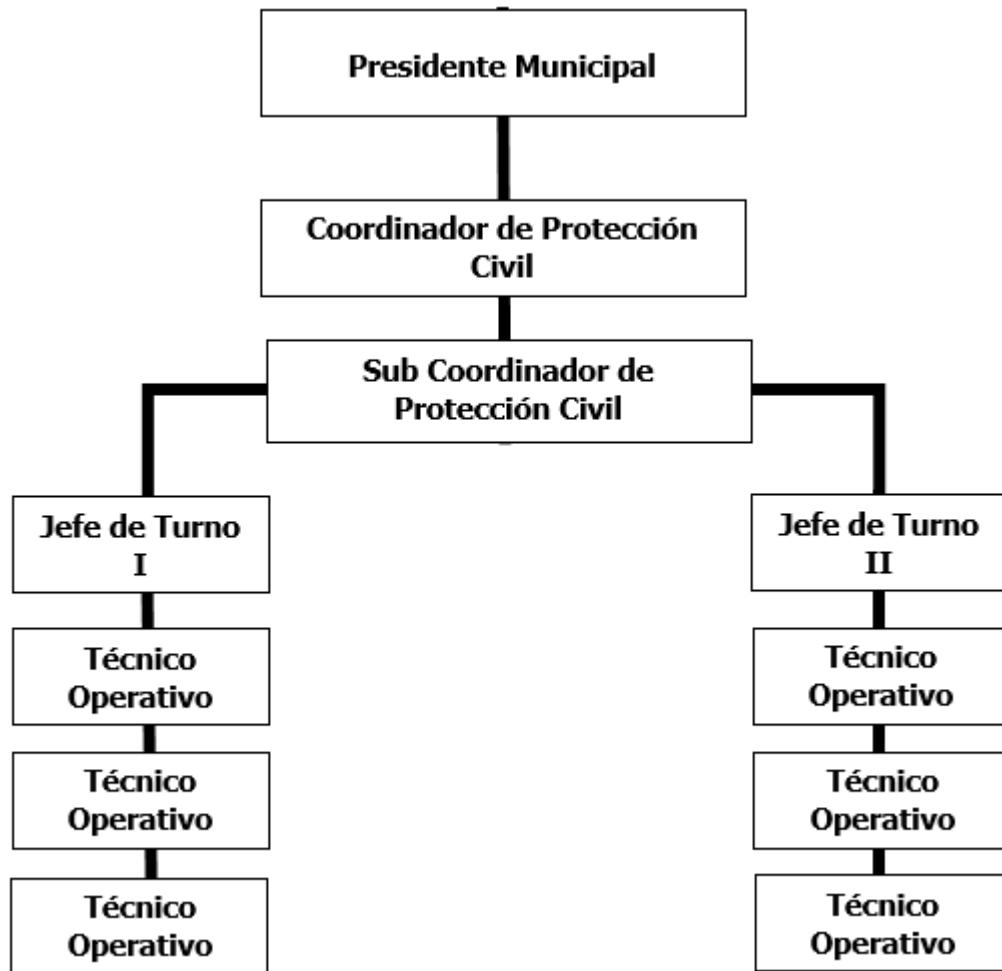 Presidente Municipal
Coordinador de Protección
Civil
Sub Coordinador de
Protección Civil
Jefe de Turno
I
Técnico
Operativo
Técnico
Operativo
Técnico
Operativo
Jefe de Turno
II
Técnico
Operativo
Técnico
Operativo
Técnico
Operativo